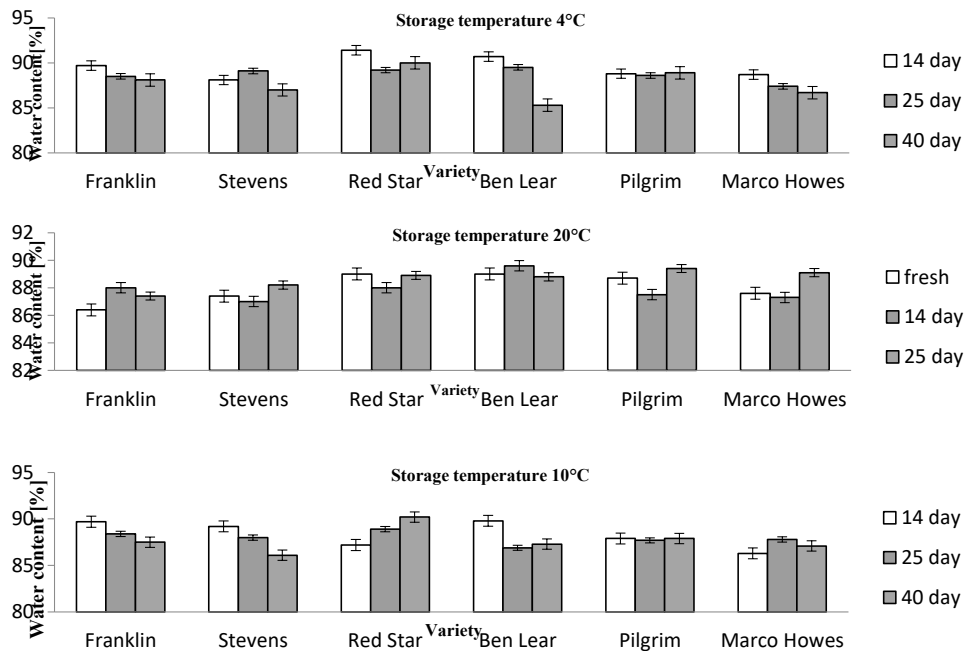 Storage temperature 4°C
Water content[%]
95
90
85
80
Franklin Stevens Red Star Ben Lear Pilgrim Marco Howes
Variety
14 day
25 day
40 day
Storage temperature 20°C
Water content [%]
92
90
88
86
84
82
Franklin Stevens Red Star Ben Lear Pilgrim Marco Howes
Variety
fresh
14 day
25 day
Storage temperature 10°C
Water content [%]
95
90
85
80
Franklin Stevens Red Star Ben Lear Pilgrim Marco Howes
Variety
14 day
25 day
40 day